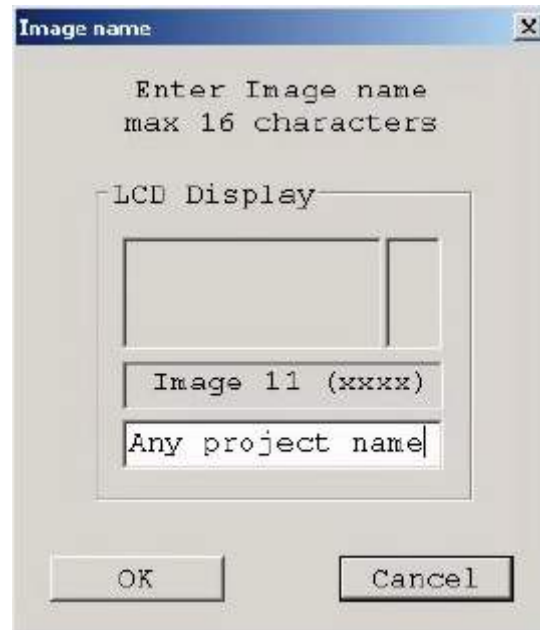 Image name
Enter Image name
max 16 characters
LCD Display
Image 11 (xxxx)
Any project name
OK
Cancel